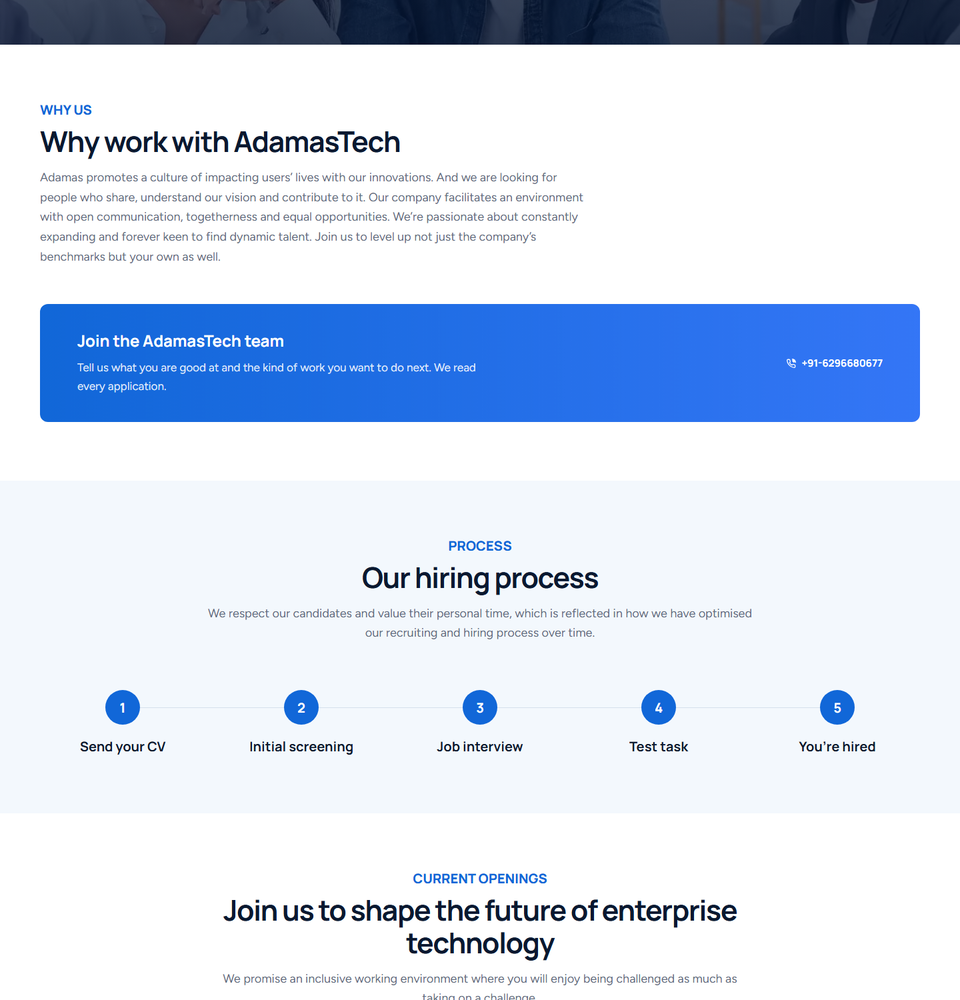 WHY US
Why work with AdamasTech
Adamas promotes a culture of impacting users’ lives with our innovations. And we are looking for
people who share, understand our vision and contribute to it. Our company facilitates an environment
with open communication, togetherness and equal opportunities. We’re passionate about constantly
expanding and forever keen to find dynamic talent. Join us to level up not just the company’s
benchmarks but your own as well.
Join the AdamasTech team
Tell us what you are good at and the kind of work you want to do next. We read
every application.
+91-6296680677
PROCESS
Our hiring process
We respect our candidates and value their personal time, which is reflected in how we have optimised
our recruiting and hiring process over time.
1 2 3 4 5
Send your CV Initial screening Job interview Test task You’re hired
CURRENT OPENINGS
Join us to shape the future of enterprise
technology
We promise an inclusive working environment where you will enjoy being challenged as much as
taking on a challenge.